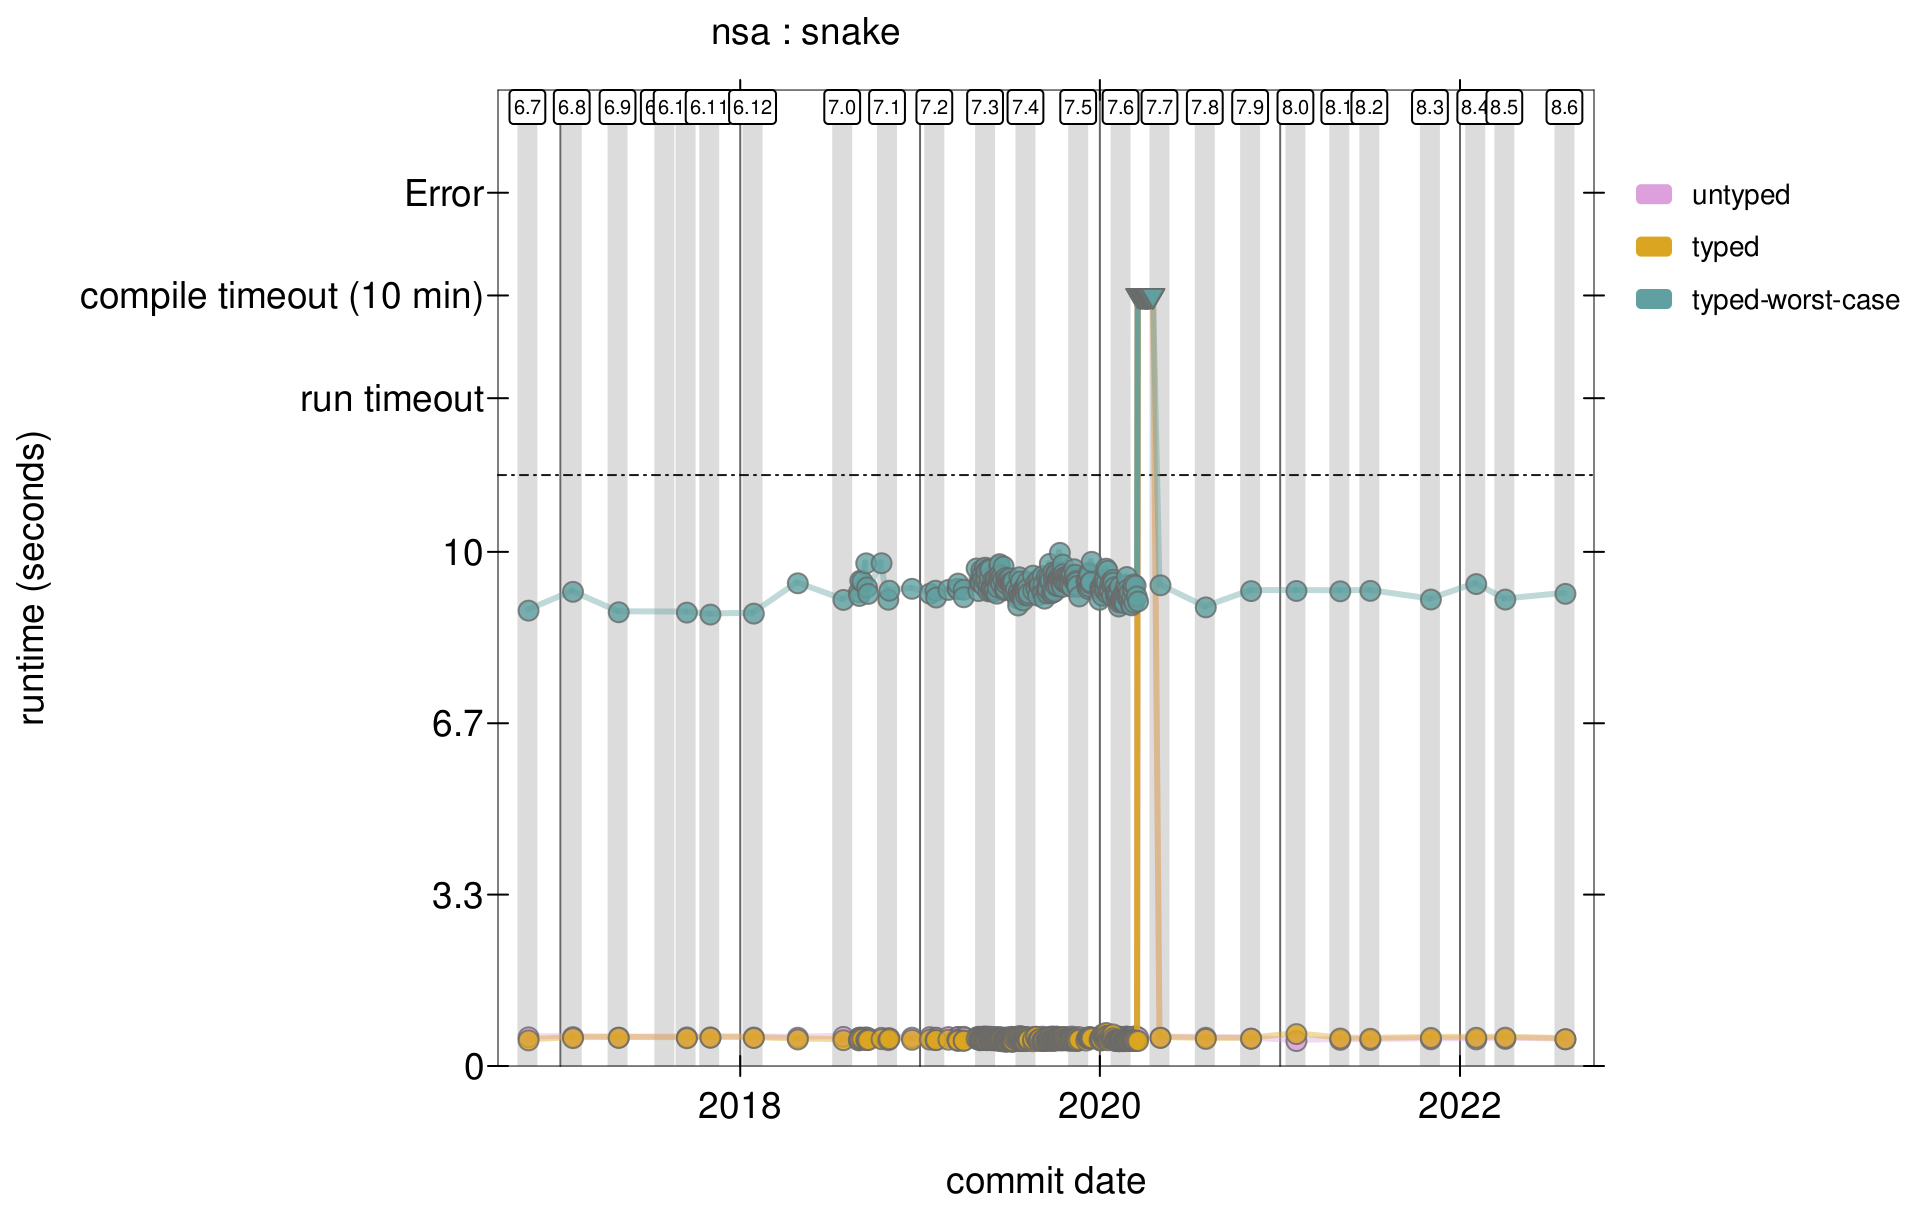 nsa : snake
6.7 6.8 6.9 6.1 6.11 6.12 7.0 7.1 7.2 7.3 7.4 7.5 7.6 7.7 7.8 7.9 8.0 8.1 8.2 8.3 8.4 8.5 8.6
Error
compile timeout (10 min)
run timeout
10
6.7
3.3
0
runtime (seconds)
2018 2020 2022
commit date
untyped
typed
typed-worst-case